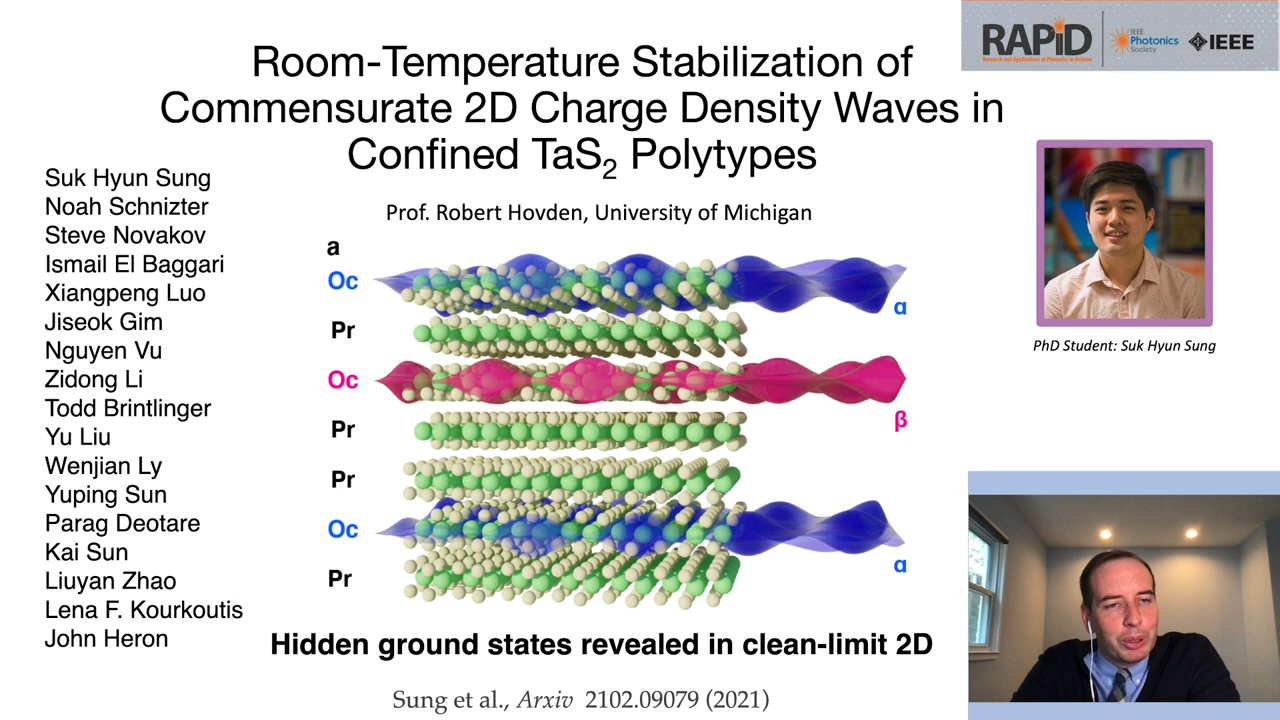 RAPiD
Research and Applications of Photonics in Defense
IEEE
Photonics
Society
IEEE
Room-Temperature Stabilization of
Commensurate 2D Charge Density Waves in
Confined TaS2 Polytypes
Prof. Robert Hovden, University of Michigan
Suk Hyun Sung
Noah Schnizter
Steve Novakov
Ismail El Baggari
Xiangpeng Luo
Jiseok Gim
Nguyen Vu
Zidong Li
Todd Brintlinger
Yu Liu
Wenjian Ly
Yuping Sun
Parag Deotare
Kai Sun
Liuyan Zhao
Lena F. Kourkoutis
John Heron
a
Oc
α
Pr
Oc
Pr
β
Pr
Oc
α
Pr
PhD Student: Suk Hyun Sung
Hidden ground states revealed in clean-limit 2D
Sung et al., Arxiv 2102.09079 (2021)